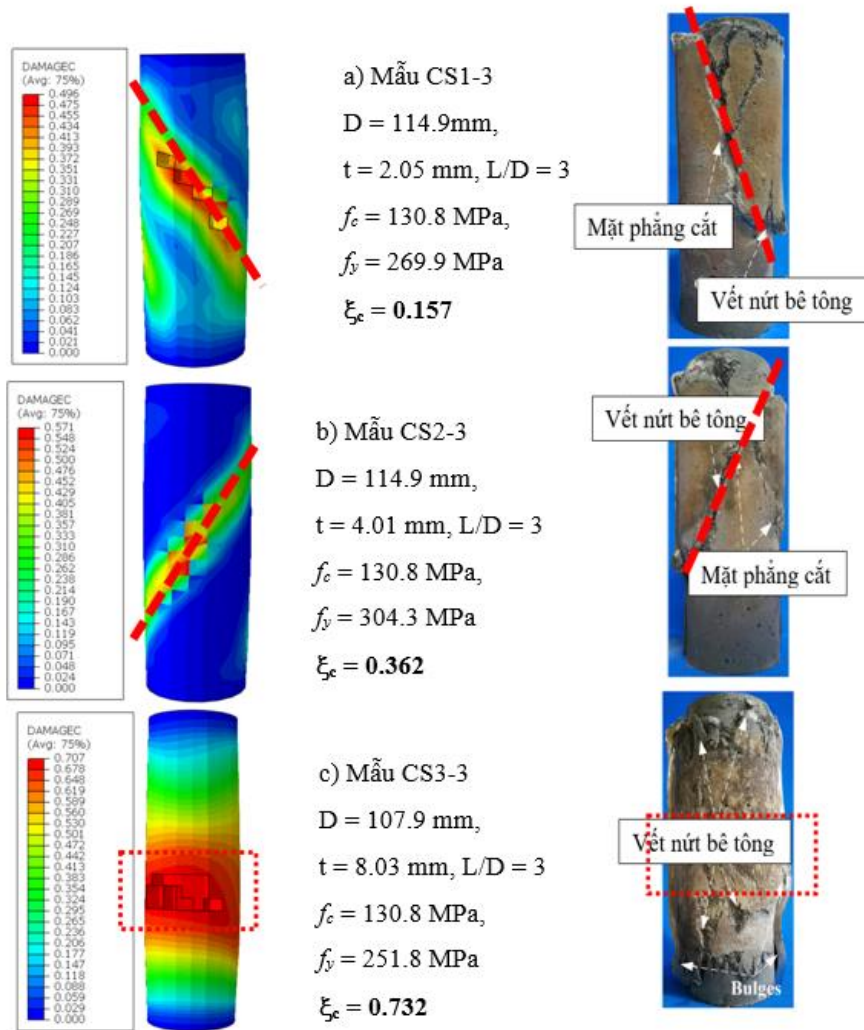 DAMAGEC
(Avg: 75%)
0.496
0.475
0.455
0.434
0.413
0.393
0.372
0.351
0.331
0.310
0.289
0.269
0.248
0.227
0.207
0.186
0.165
0.145
0.124
0.103
0.083
0.062
0.041
0.021
0.000
a) Mẫu CS1-3
D = 114.9mm,
t = 2.05 mm, L/D = 3
fc = 130.8 MPa,
fy = 269.9 MPa
ξc = 0.157
Mặt phẳng cắt
Vết nứt bê tông
DAMAGEC
(Avg: 75%)
0.571
0.548
0.524
0.500
0.476
0.452
0.429
0.405
0.381
0.357
0.333
0.310
0.286
0.262
0.238
0.214
0.190
0.167
0.143
0.119
0.095
0.071
0.048
0.024
0.000
b) Mẫu CS2-3
D = 114.9 mm,
t = 4.01 mm, L/D = 3
fc = 130.8 MPa,
fy = 304.3 MPa
ξc = 0.362
Vết nứt bê tông
Mặt phẳng cắt
DAMAGEC
(Avg: 75%)
0.707
0.678
0.648
0.619
0.589
0.560
0.530
0.501
0.472
0.442
0.413
0.383
0.354
0.324
0.295
0.265
0.236
0.206
0.177
0.147
0.118
0.088
0.059
0.029
0.000
c) Mẫu CS3-3
D = 107.9 mm,
t = 8.03 mm, L/D = 3
fc = 130.8 MPa,
fy = 251.8 MPa
ξc = 0.732
Vết nứt bê tông
Bulges